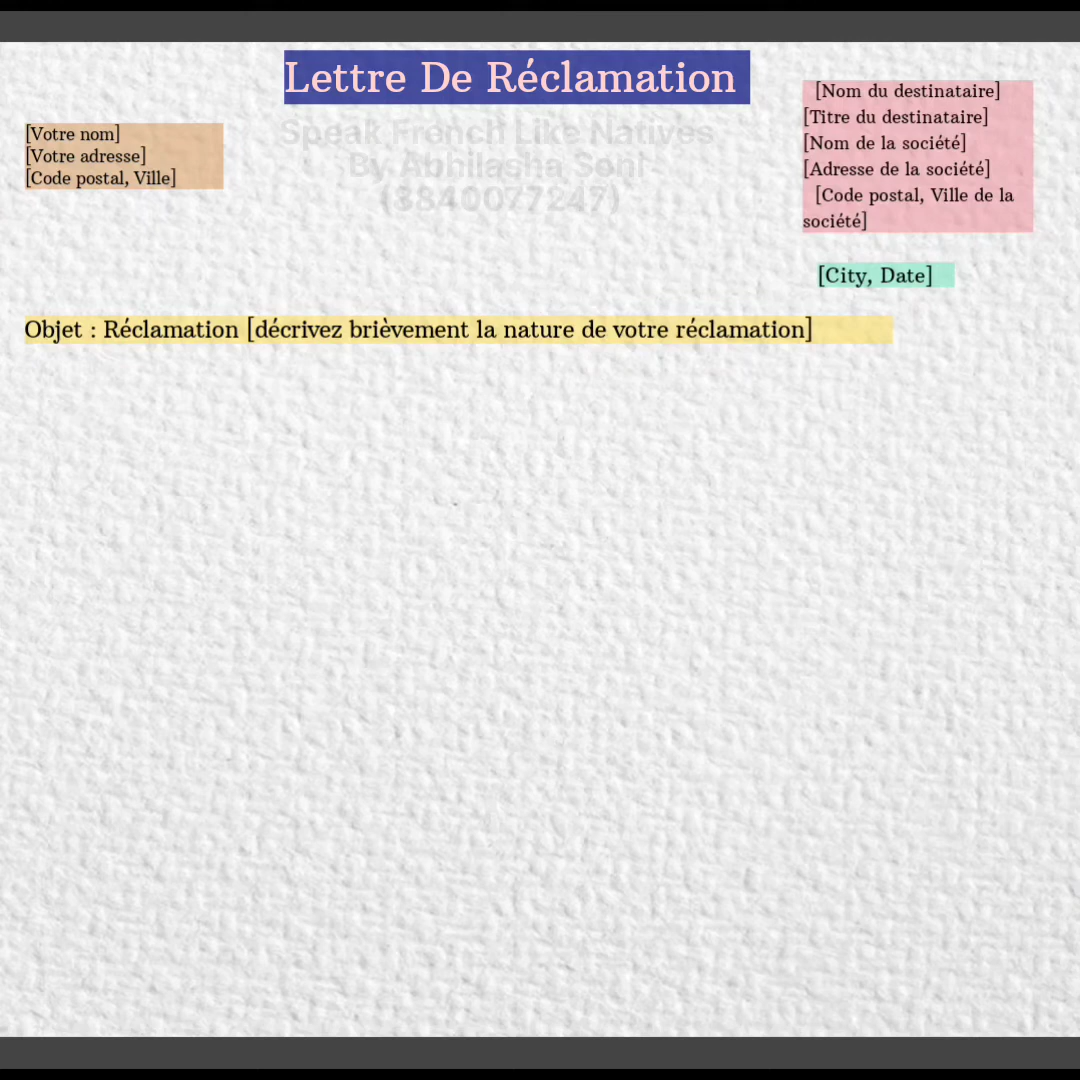 Lettre De Réclamation
[Votre nom]
[Votre adresse]
[Code postal, Ville]
Speak French Like Natives
By Abhilasha Soni
[Nom du destinataire]
[Titre du destinataire]
[Nom de la société]
[Adresse de la société]
[Code postal, Ville de la
société]
[City, Date]
Objet : Réclamation [décrivez brièvement la nature de votre réclamation]